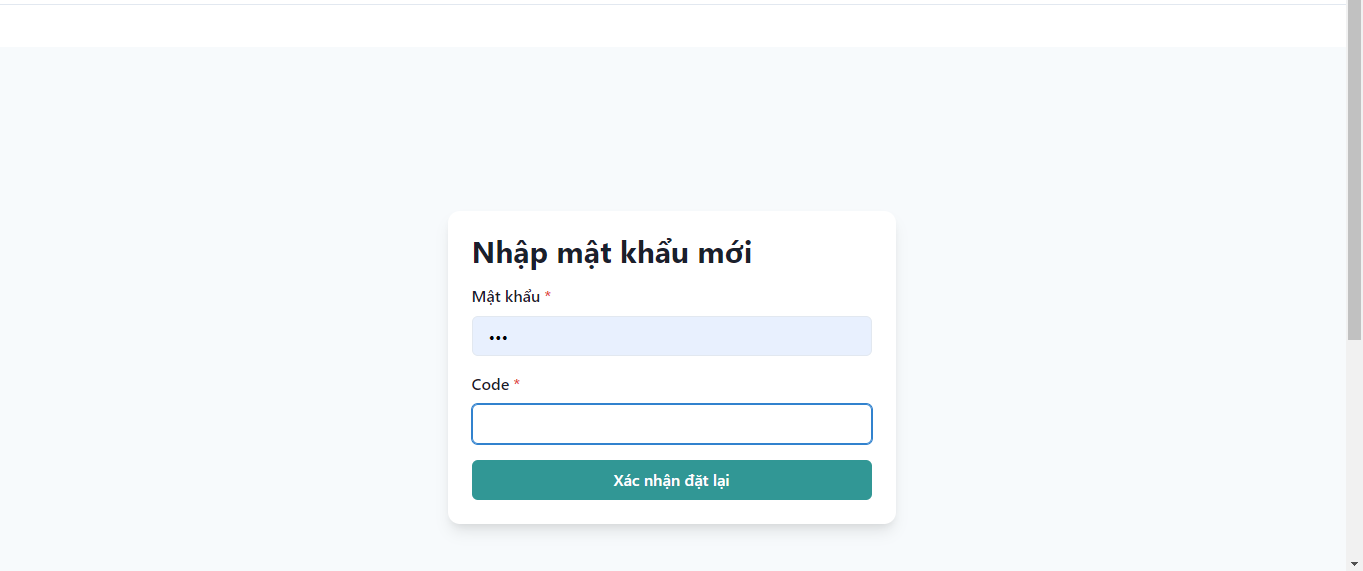 Nhập mật khẩu mới
Mật khẩu *
•••
Code *
Xác nhận đặt lại